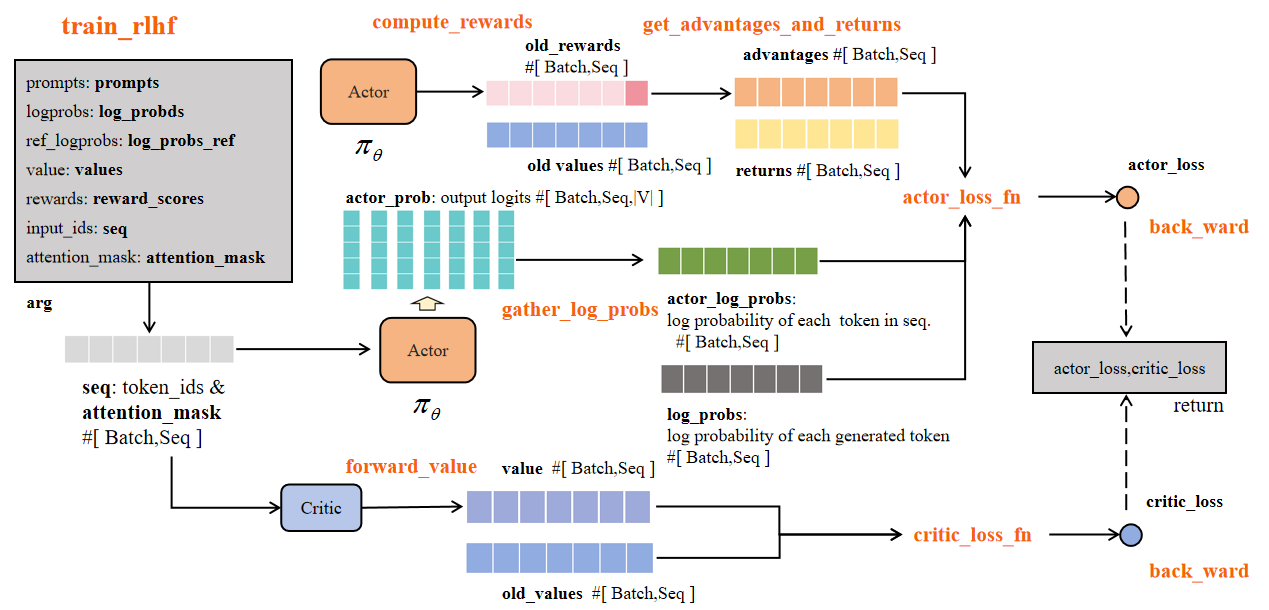 train_rlhf
compute_rewards
get_advantages_and_returns
prompts: prompts
logprobs: log_probds
ref_logprobs: log_probs_ref
value: values
rewards: reward_scores
input_ids: seq
attention_mask: attention_mask
arg
Actor
πθ
old_rewards
#[ Batch,Seq ]
old values #[ Batch,Seq ]
advantages #[ Batch,Seq ]
returns #[ Batch,Seq ]
actor_prob: output logits #[ Batch,Seq,|V| ]
actor_loss_fn
actor_loss
back_ward
gather_log_probs
actor_log_probs:
log probability of each token in seq.
#[ Batch,Seq ]
Actor
πθ
seq: token_ids &
attention_mask
#[ Batch,Seq ]
log_probs:
log probability of each generated token
#[ Batch,Seq ]
actor_loss,critic_loss
return
forward_value
value #[ Batch,Seq ]
Critic
old_values #[ Batch,Seq ]
critic_loss_fn
critic_loss
back_ward